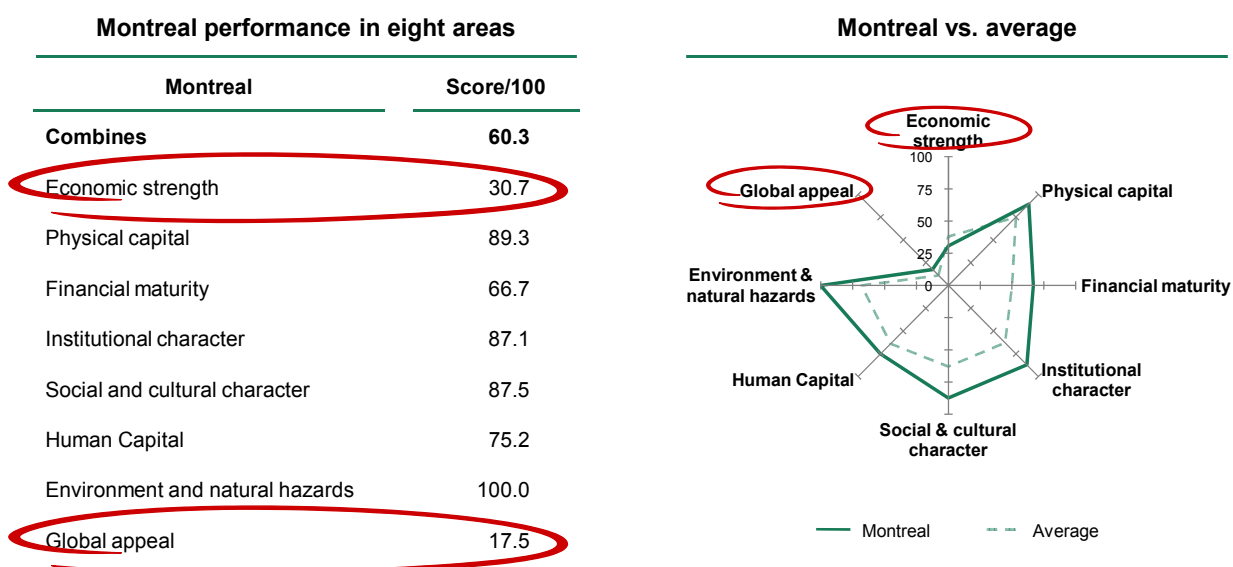 Montreal performance in eight areas
Montreal Score/100
Combines 60.3
Economic strength 30.7
Physical capital 89.3
Financial maturity 66.7
Institutional character 87.1
Social and cultural character 87.5
Human Capital 75.2
Environment and natural hazards 100.0
Global appeal 17.5
Montreal vs. average
Economic
strength
100
75
50
25
0
Global appeal
Physical capital
Environment &
natural hazards
Financial maturity
Human Capital
Institutional
character
Social & cultural
character
Montreal Average